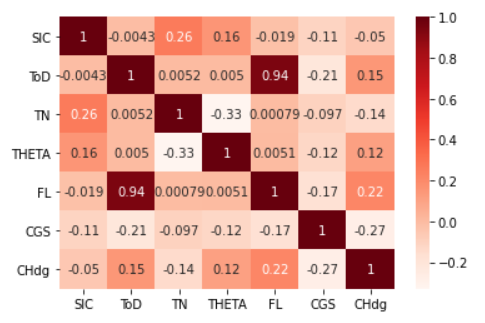 SIC 1 -0.0043 0.26 0.16 -0.019 -0.11 -0.05
ToD -0.0043 1 0.0052 0.005 0.94 -0.21 0.15
TN 0.26 0.0052 1 -0.33 0.00079 -0.097 -0.14
THETA 0.16 0.005 -0.33 1 0.0051 -0.12 0.12
FL -0.019 0.94 0.00079 0.0051 1 -0.17 0.22
CGS -0.11 -0.21 -0.097 -0.12 -0.17 1 -0.27
CHdg -0.05 0.15 -0.14 0.12 0.22 -0.27 1
SIC ToD TN THETA FL CGS CHdg
1.0
0.8
0.6
0.4
0.2
0.0
−0.2